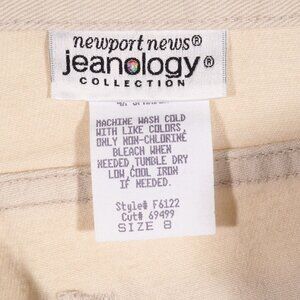 newport news®
jeanology®
COLLECTION
MACHINE WASH COLD
WITH LIKE COLORS,
ONLY NON-CHLORINE
BLEACH WHEN
NEEDED,TUMBLE DRY
LOW,COOL IRON
IF NEEDED.
Style# F6122
Cut# 69499
SIZE 8